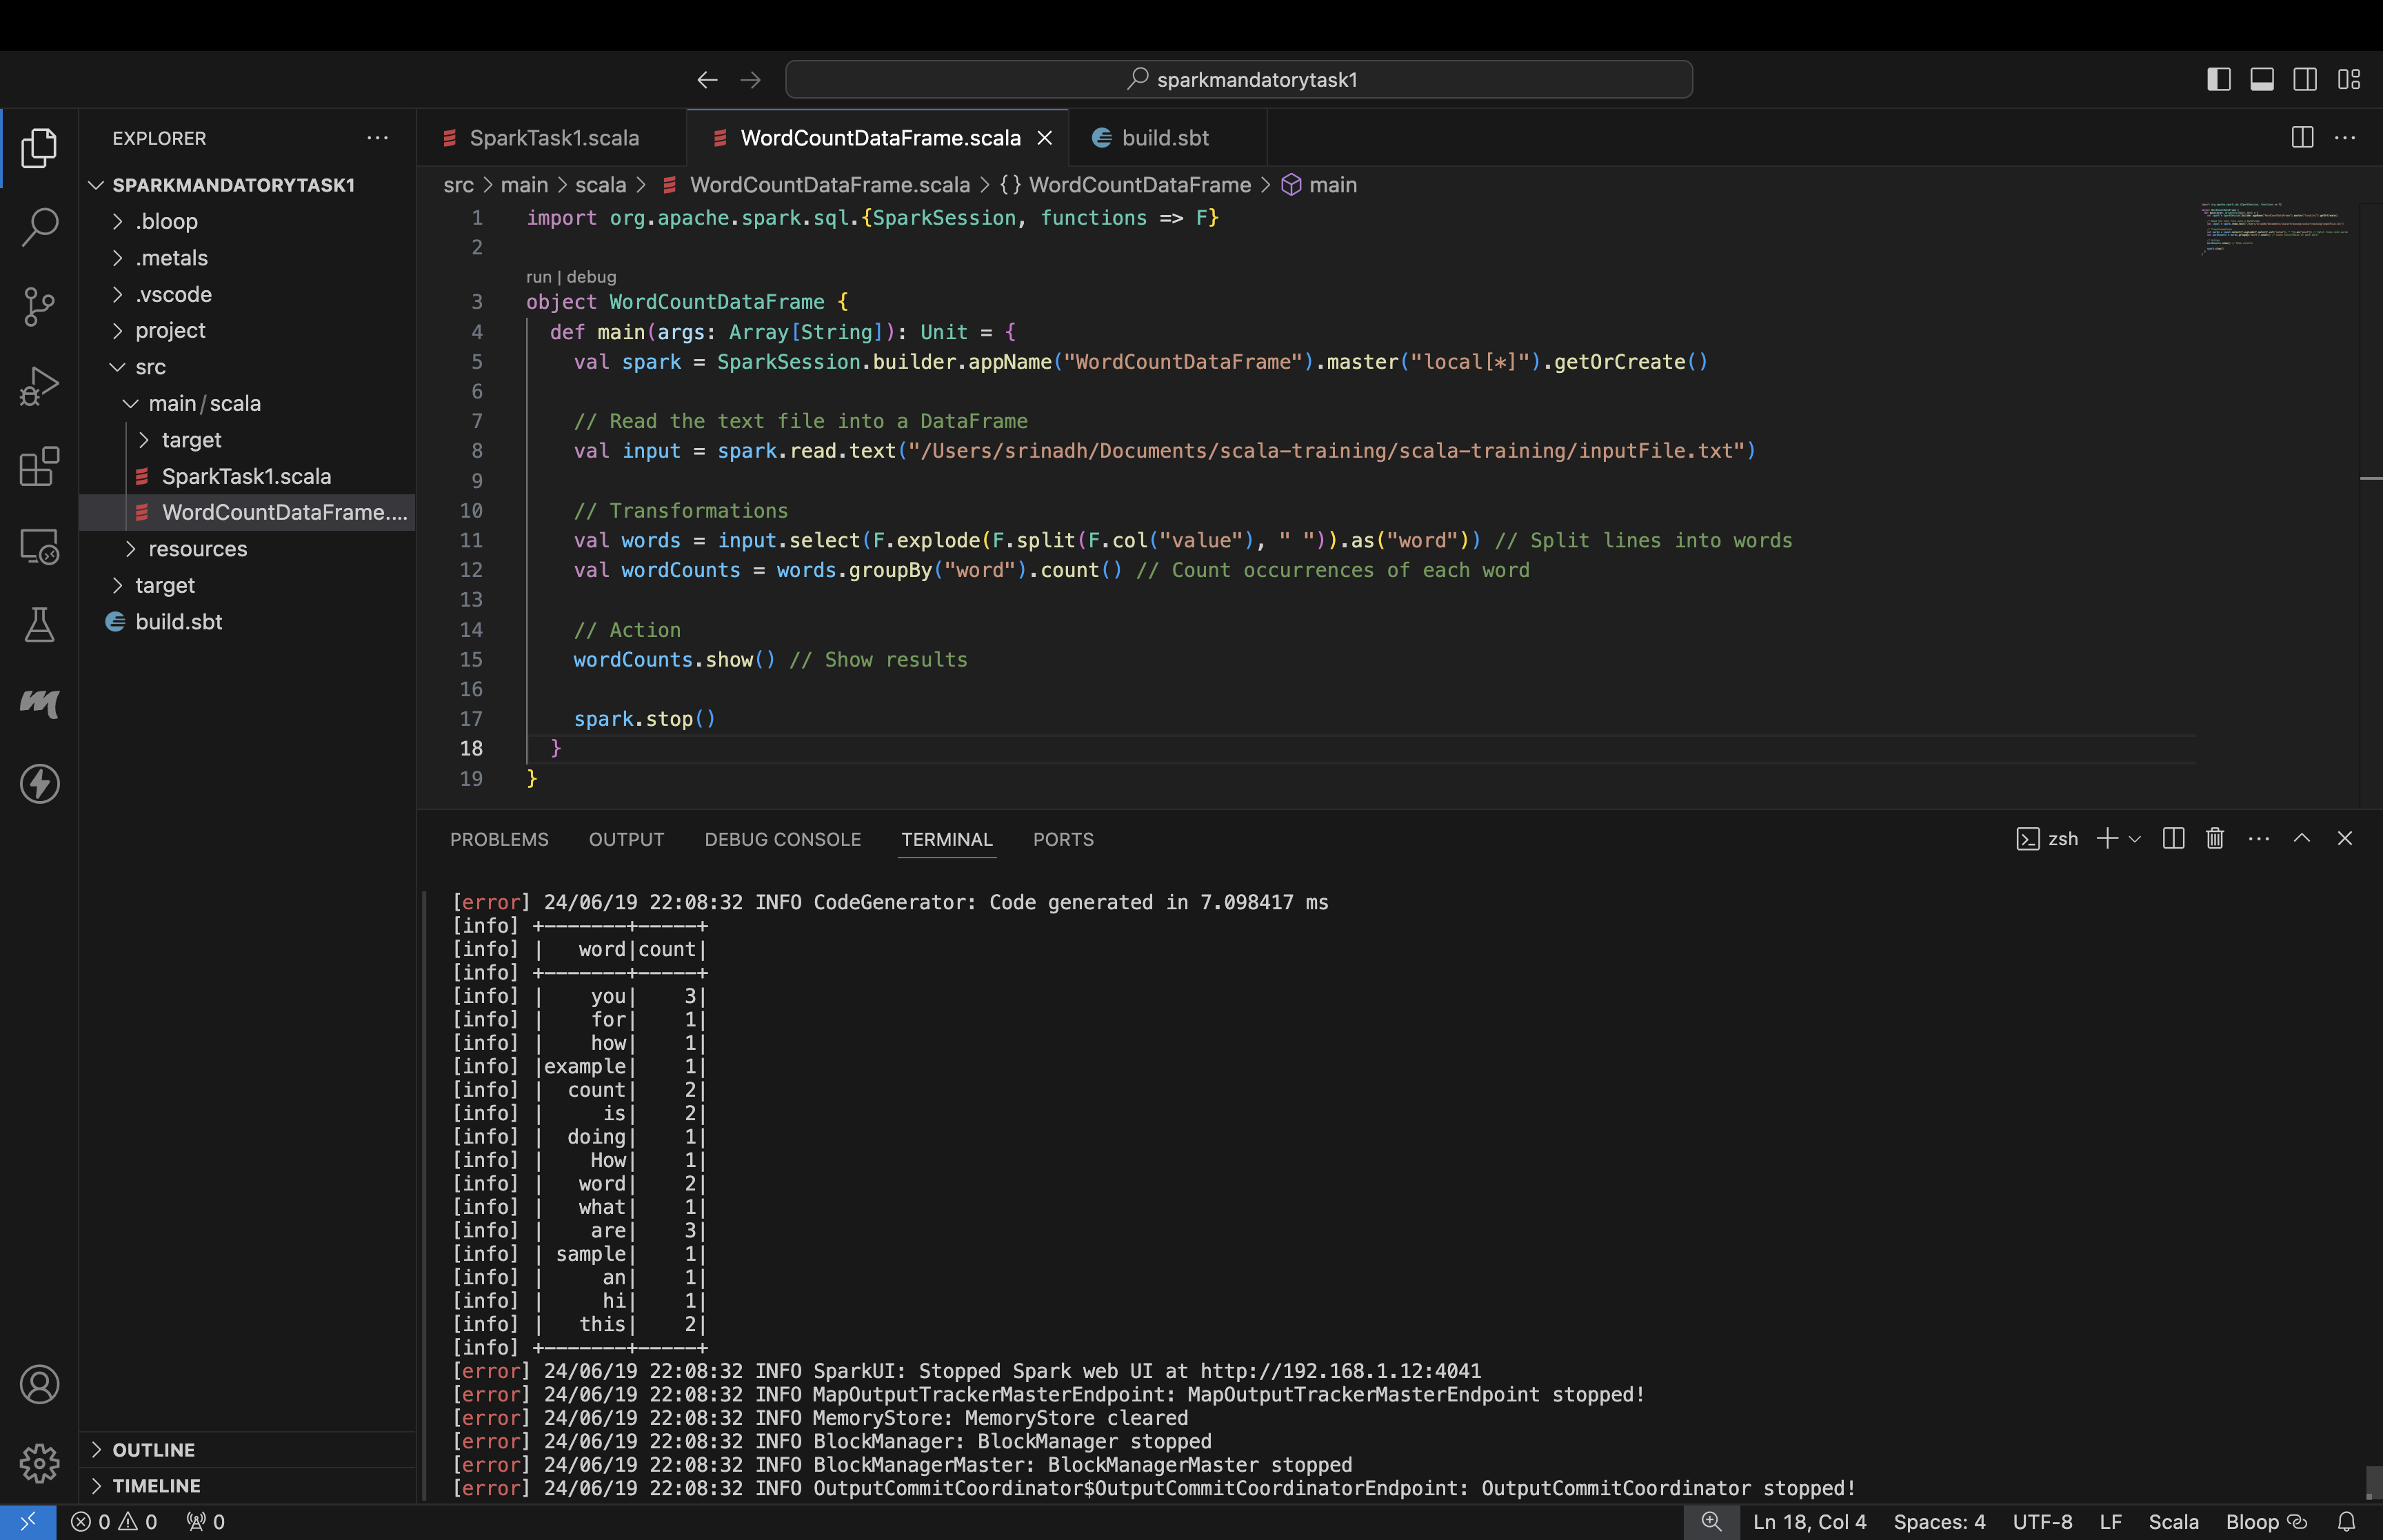 sparkmandatorytask1
EXPLORER
SPARKMANDATORYTASK1
.bloop
.metals
.vscode
project
src
main/scala
target
SparkTask1.scala
WordCountDataFrame....
resources
target
build.sbt
OUTLINE
TIMELINE
SparkTask1.scala
WordCountDataFrame.scala
build.sbt
src > main > scala > WordCountDataFrame.scala > {} WordCountDataFrame > main
1 import org.apache.spark.sql.{SparkSession, functions => F}
2
run | debug
3 object WordCountDataFrame {
4 def main(args: Array[String]): Unit = {
5 val spark = SparkSession.builder.appName("WordCountDataFrame").master("local[*]").getOrCreate()
6
7 // Read the text file into a DataFrame
8 val input = spark.read.text("/Users/srinadh/Documents/scala-training/scala-training/inputFile.txt")
9
10 // Transformations
11 val words = input.select(F.explode(F.split(F.col("value"), " ")).as("word")) // Split lines into words
12 val wordCounts = words.groupBy("word").count() // Count occurrences of each word
13
14 // Action
15 wordCounts.show() // Show results
16
17 spark.stop()
18 }
19 }
PROBLEMS OUTPUT DEBUG CONSOLE TERMINAL PORTS
zsh
[error] 24/06/19 22:08:32 INFO CodeGenerator: Code generated in 7.098417 ms
[info] +-------+-----+
[info] |   word|count|
[info] +-------+-----+
[info] |    you|    3|
[info] |    for|    1|
[info] |    how|    1|
[info] |example|    1|
[info] |  count|    2|
[info] |     is|    2|
[info] |  doing|    1|
[info] |    How|    1|
[info] |   word|    2|
[info] |   what|    1|
[info] |    are|    3|
[info] | sample|    1|
[info] |     an|    1|
[info] |     hi|    1|
[info] |   this|    2|
[info] +-------+-----+
[error] 24/06/19 22:08:32 INFO SparkUI: Stopped Spark web UI at http://192.168.1.12:4041
[error] 24/06/19 22:08:32 INFO MapOutputTrackerMasterEndpoint: MapOutputTrackerMasterEndpoint stopped!
[error] 24/06/19 22:08:32 INFO MemoryStore: MemoryStore cleared
[error] 24/06/19 22:08:32 INFO BlockManager: BlockManager stopped
[error] 24/06/19 22:08:32 INFO BlockManagerMaster: BlockManagerMaster stopped
[error] 24/06/19 22:08:32 INFO OutputCommitCoordinator$OutputCommitCoordinatorEndpoint: OutputCommitCoordinator stopped!
0 0 0
Ln 18, Col 4 Spaces: 4 UTF-8 LF Scala Bloop